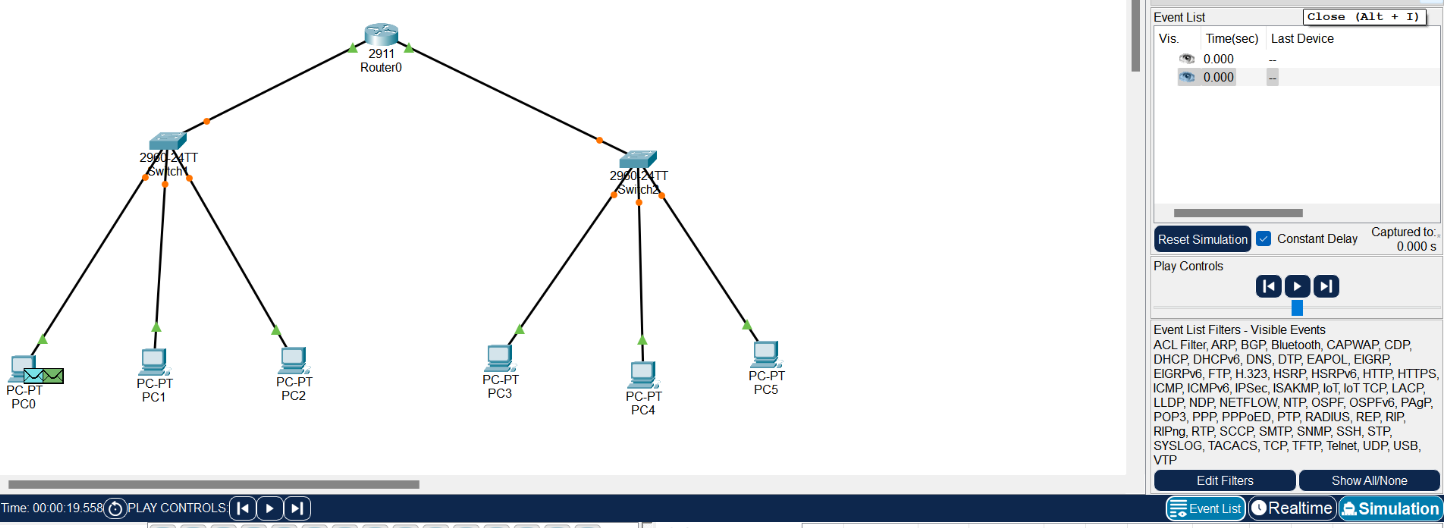 2911
Router0
2960-24TT
Switch1
2960-24TT
Switch2
PC-PT
PC0
PC-PT
PC1
PC-PT
PC2
PC-PT
PC3
PC-PT
PC4
PC-PT
PC5
Event List
Close (Alt + I)
Vis. Time(sec) Last Device
0.000 --
0.000 --
Reset Simulation Constant Delay Captured to:
0.000 s
Play Controls
Event List Filters - Visible Events
ACL Filter, ARP, BGP, Bluetooth, CAPWAP, CDP,
DHCP, DHCPv6, DNS, DTP, EAPOL, EIGRP,
EIGRPv6, FTP, H.323, HSRP, HSRPv6, HTTP, HTTPS,
ICMP, ICMPv6, IPSec, ISAKMP, IoT, IoT TCP, LACP,
LLDP, NDP, NETFLOW, NTP, OSPF, OSPFv6, PAgP,
POP3, PPP, PPPoED, PTP, RADIUS, REP, RIP,
RIPng, RTP, SCCP, SMTP, SNMP, SSH, STP,
SYSLOG, TACACS, TCP, TFTP, Telnet, UDP, USB,
VTP
Edit Filters Show All/None
Time: 00:00:19.558 PLAY CONTROLS: Event List Realtime Simulation